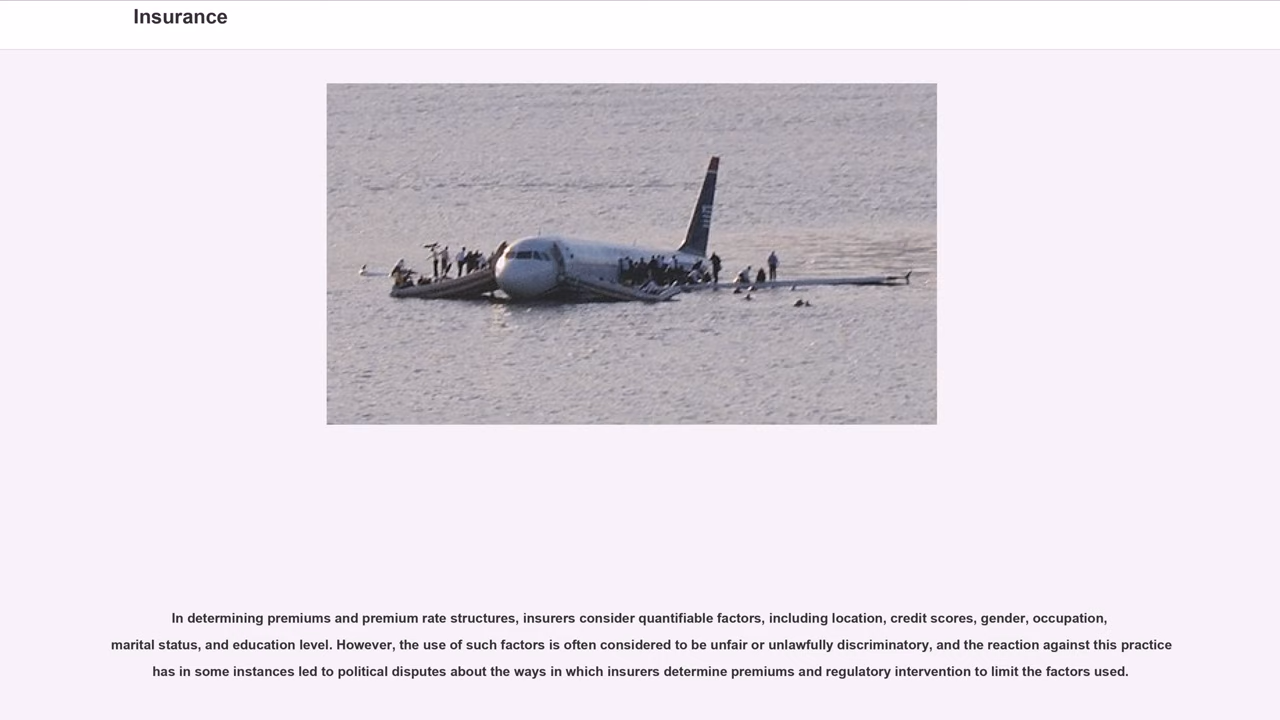 Insurance
In determining premiums and premium rate structures, insurers consider quantifiable factors, including location, credit scores, gender, occupation,
marital status, and education level. However, the use of such factors is often considered to be unfair or unlawfully discriminatory, and the reaction against this practice
has in some instances led to political disputes about the ways in which insurers determine premiums and regulatory intervention to limit the factors used.